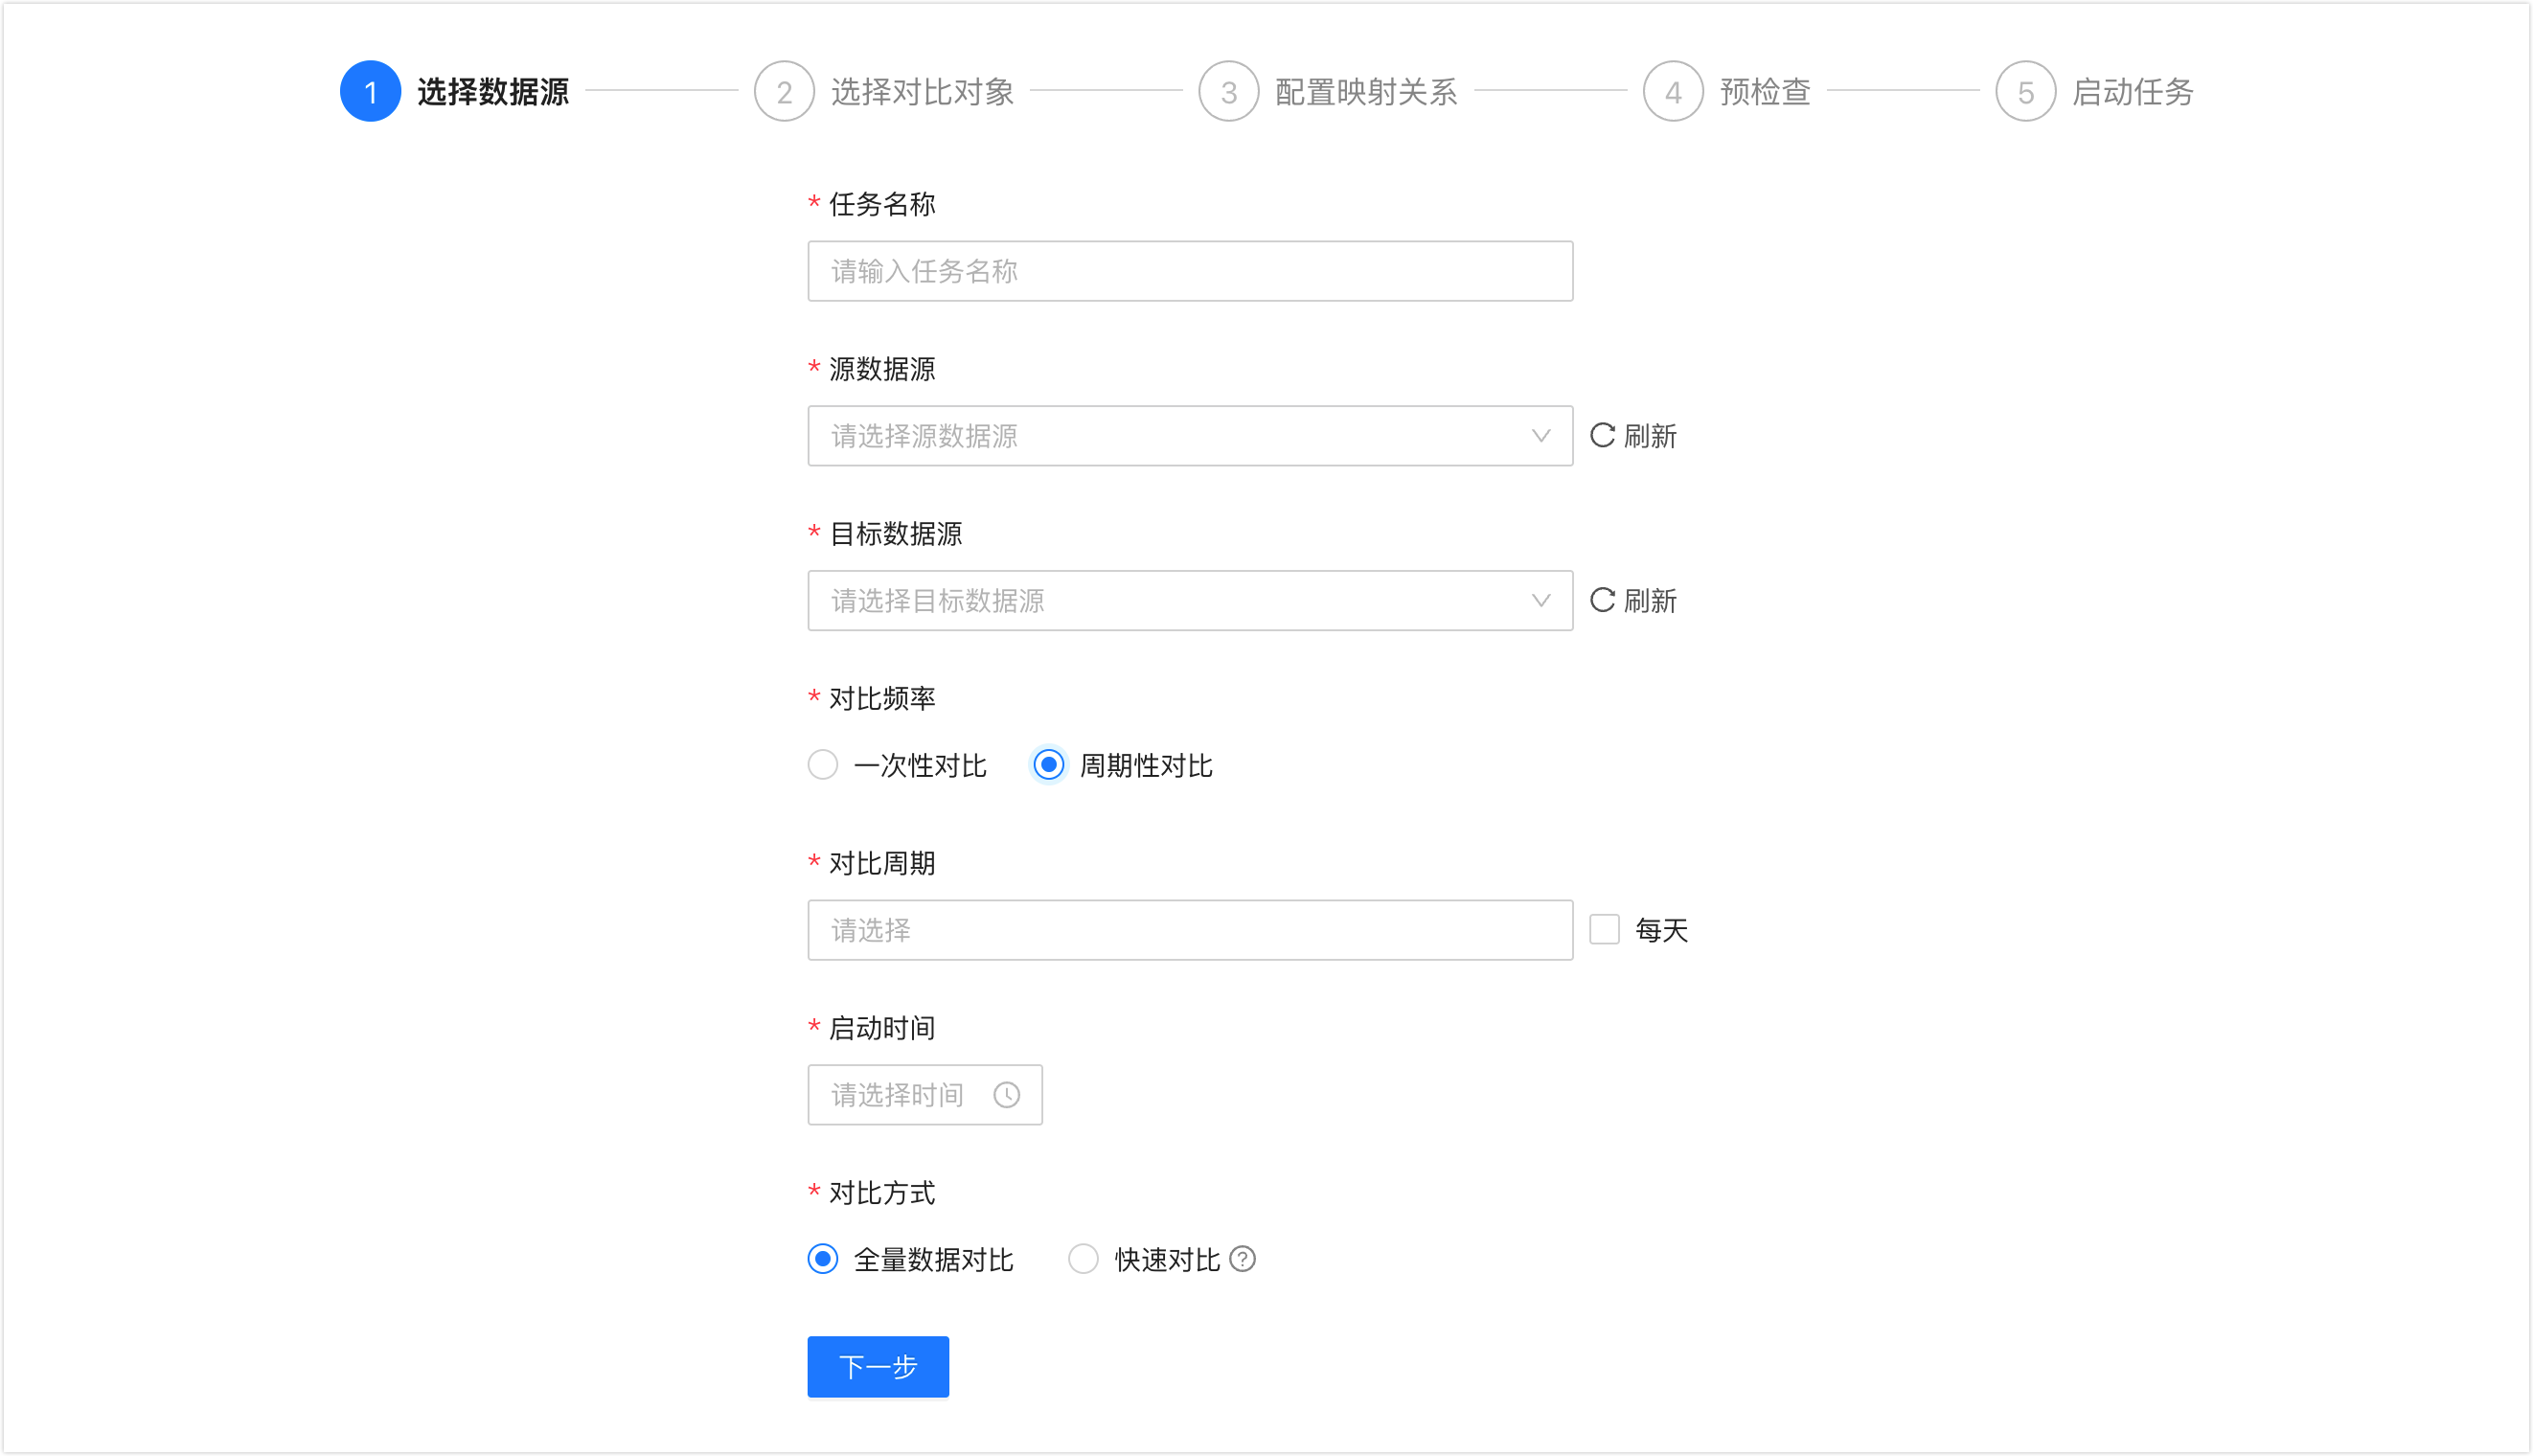 1 选择数据源 2 选择对比对象 3 配置映射关系 4 预检查 5 启动任务
* 任务名称
请输入任务名称
* 源数据源
请选择源数据源 刷新
* 目标数据源
请选择目标数据源 刷新
* 对比频率
一次性对比 周期性对比
* 对比周期
请选择 每天
* 启动时间
请选择时间
* 对比方式
全量数据对比 快速对比 ?
下一步